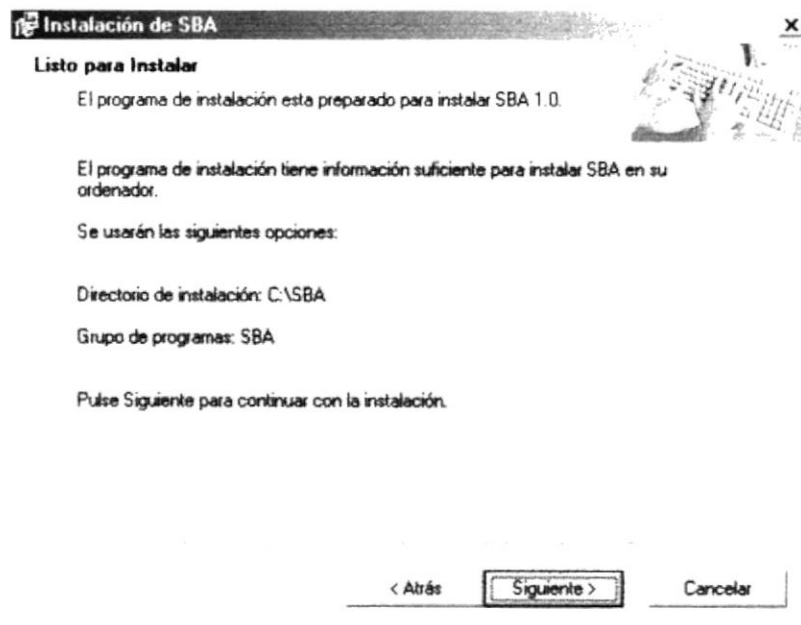 Instalación de SBA
Listo para Instalar
El programa de instalación esta preparado para instalar SBA 1.0.
El programa de instalación tiene información suficiente para instalar SBA en su
ordenador.
Se usarán las siguientes opciones:
Directorio de instalación: C:\SBA
Grupo de programas: SBA
Pulse Siguiente para continuar con la instalación.
< Atrás
Siguiente >
Cancelar